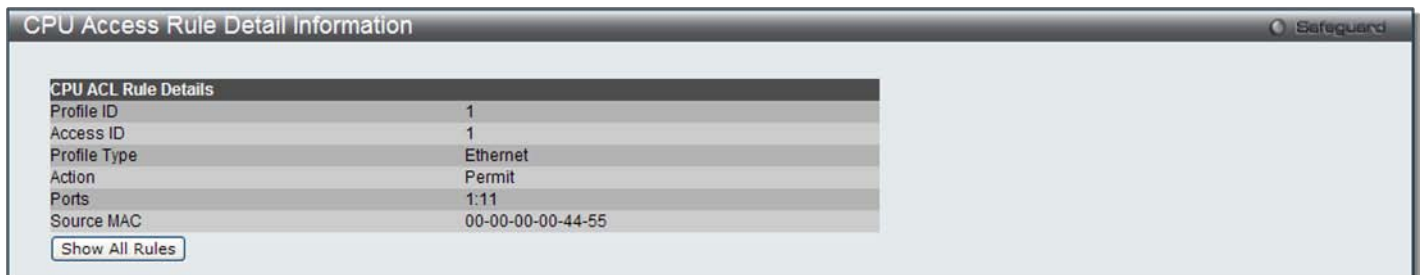 CPU Access Rule Detail Information
Safeguard
CPU ACL Rule Details
Profile ID 1
Access ID 1
Profile Type Ethernet
Action Permit
Ports 1:11
Source MAC 00-00-00-00-44-55
Show All Rules